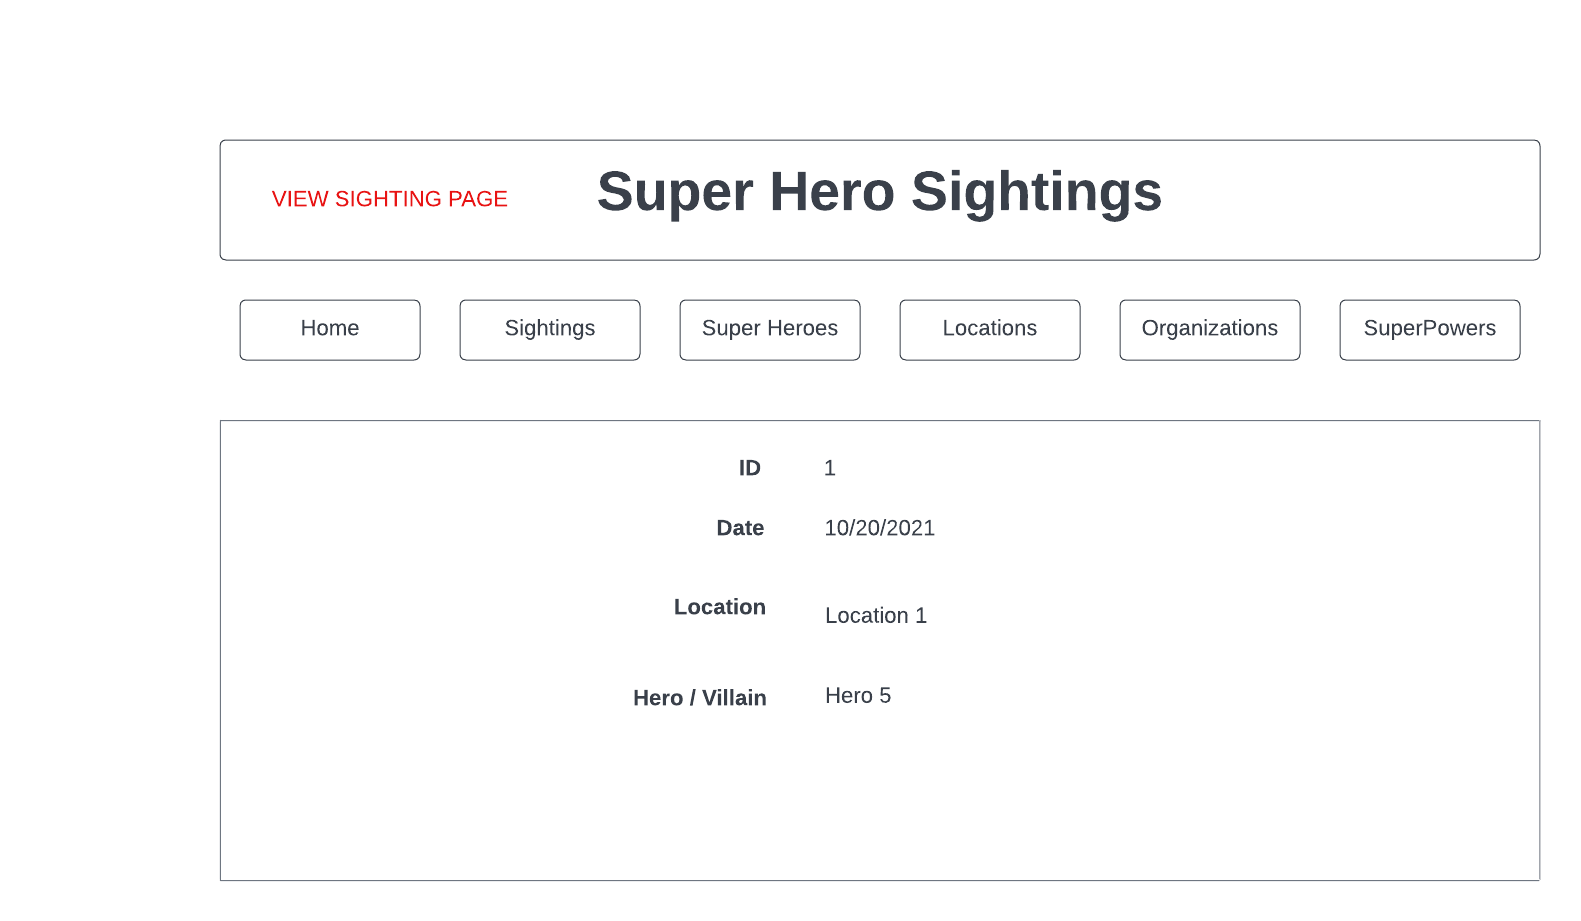 VIEW SIGHTING PAGE
Super Hero Sightings
Home
Sightings
Super Heroes
Locations
Organizations
SuperPowers
ID 1
Date 10/20/2021
Location Location 1
Hero / Villain Hero 5